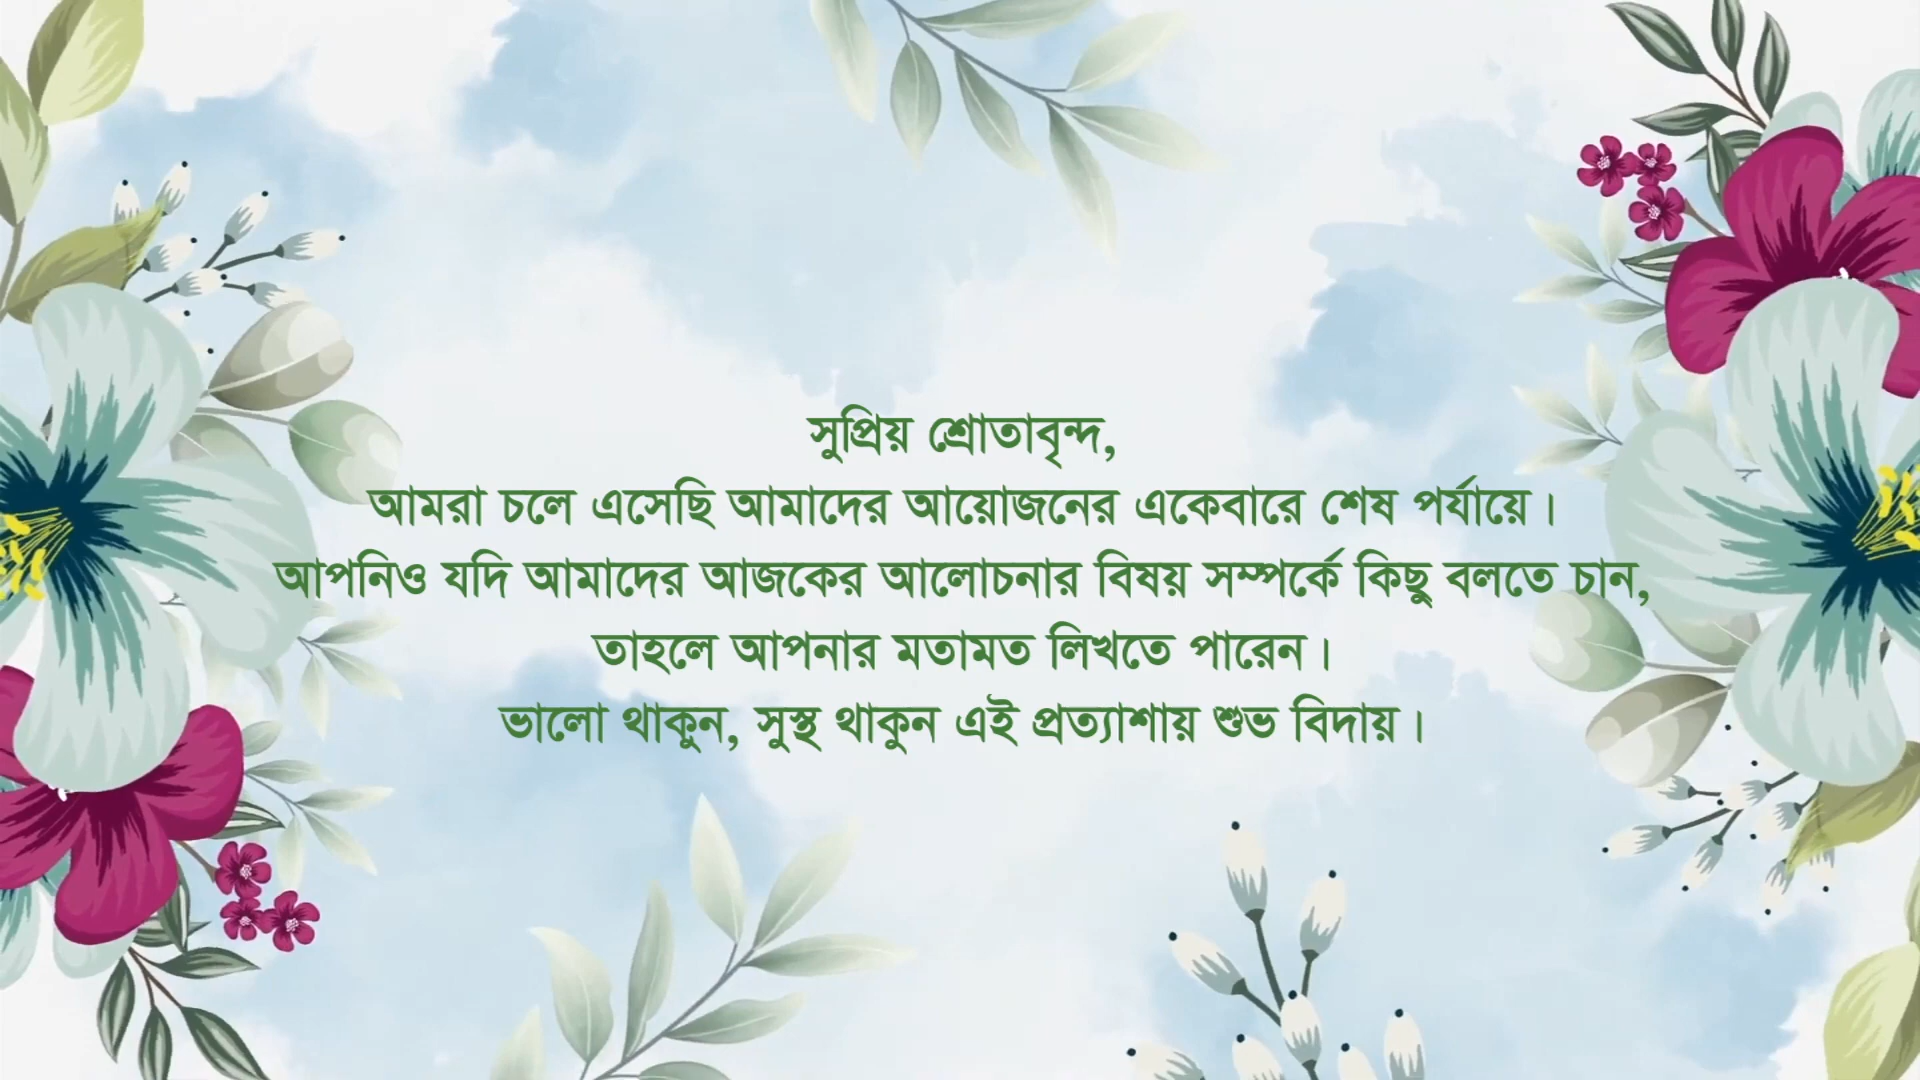 সুপ্রিয় শ্রোতাবৃন্দ,
আমরা চলে এসেছি আমাদের আয়োজনের একেবারে শেষ পর্যায়ে।
আপনিও যদি আমাদের আজকের আলোচনার বিষয় সম্পর্কে কিছু বলতে চান,
তাহলে আপনার মতামত লিখতে পারেন।
ভালো থাকুন, সুস্থ থাকুন এই প্রত্যাশায় শুভ বিদায়।